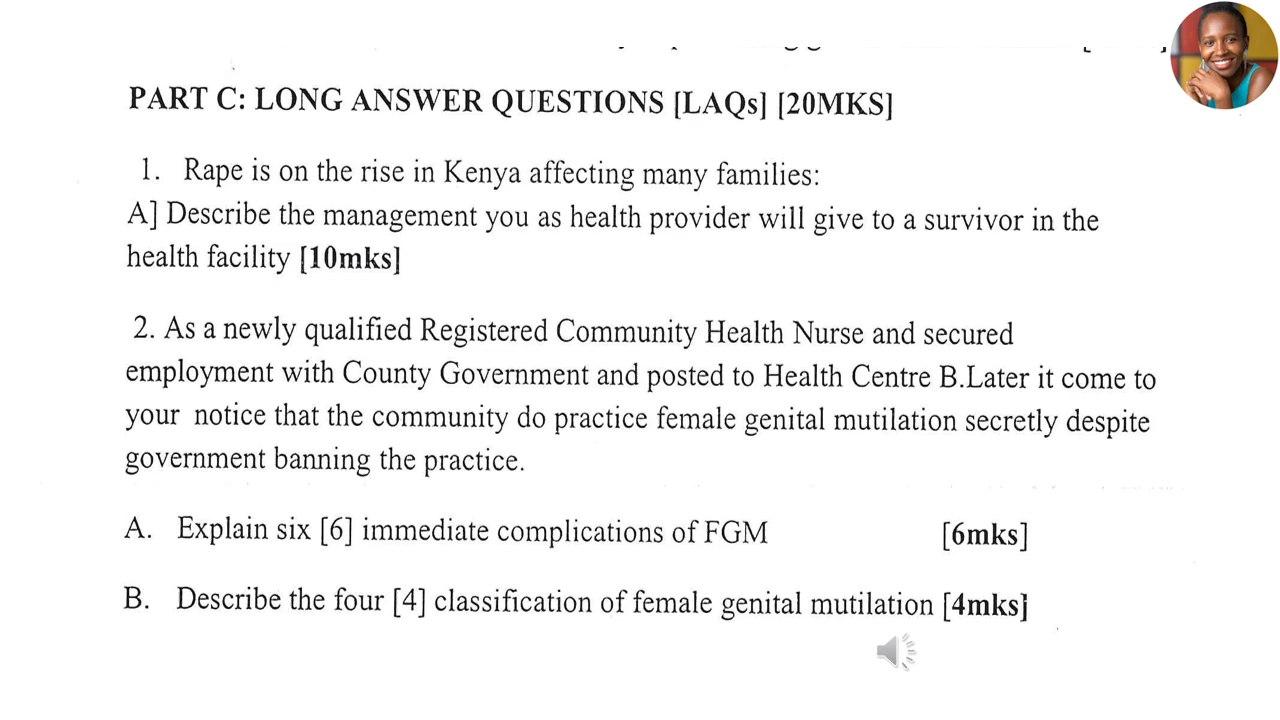 PART C: LONG ANSWER QUESTIONS [LAQs] [20MKS]
1. Rape is on the rise in Kenya affecting many families:
A] Describe the management you as health provider will give to a survivor in the
health facility [10mks]
2. As a newly qualified Registered Community Health Nurse and secured
employment with County Government and posted to Health Centre B.Later it come to
your notice that the community do practice female genital mutilation secretly despite
government banning the practice.
A. Explain six [6] immediate complications of FGM [6mks]
B. Describe the four [4] classification of female genital mutilation [4mks]